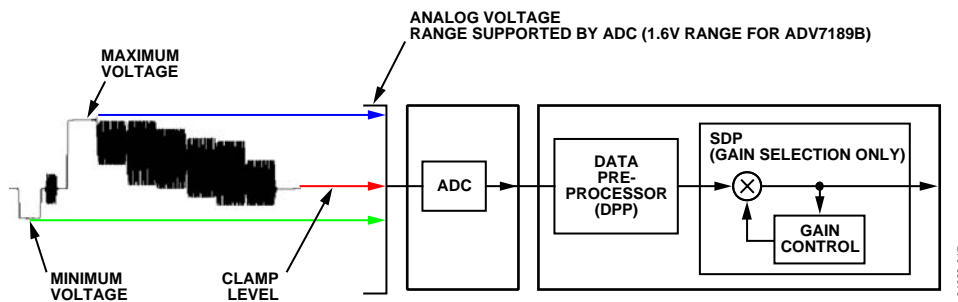 ANALOG VOLTAGE
RANGE SUPPORTED BY ADC (1.6V RANGE FOR ADV7189B)
MAXIMUM
VOLTAGE
SDP
(GAIN SELECTION ONLY)
DATA
PRE-
PROCESSOR
(DPP)
ADC
GAIN
CONTROL
MINIMUM
VOLTAGE
CLAMP
LEVEL